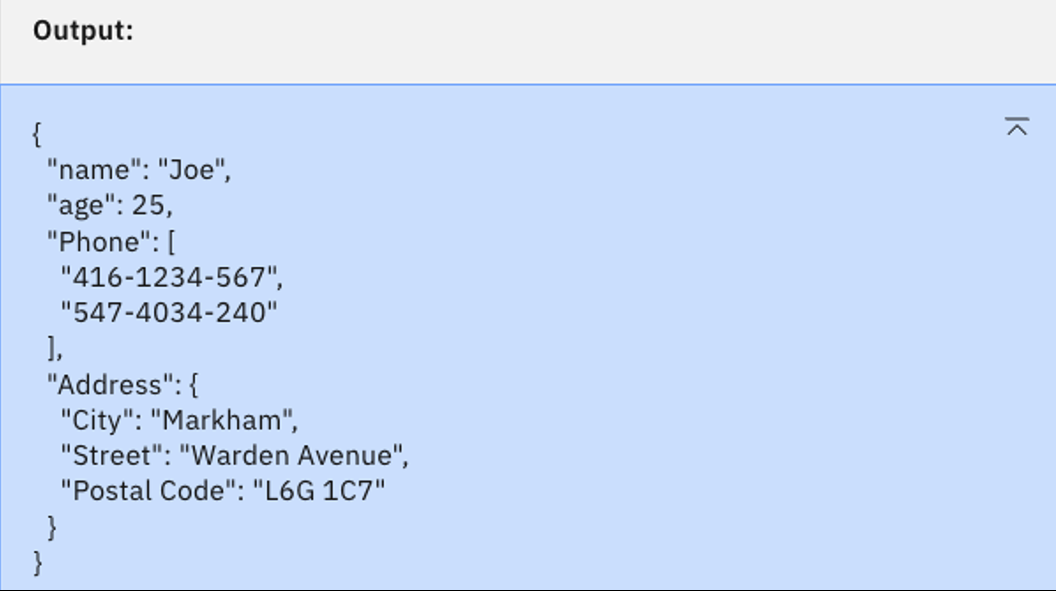 Output:
{
"name": "Joe",
"age": 25,
"Phone": [
"416-1234-567",
"547-4034-240"
],
"Address": {
"City": "Markham",
"Street": "Warden Avenue",
"Postal Code": "L6G 1C7"
}
}